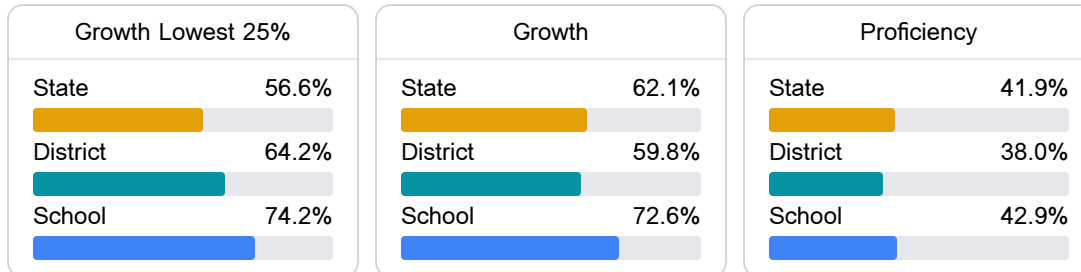 Growth Lowest 25%
State 56.6%
District 64.2%
School 74.2%
Growth
State 62.1%
District 59.8%
School 72.6%
Proficiency
State 41.9%
District 38.0%
School 42.9%